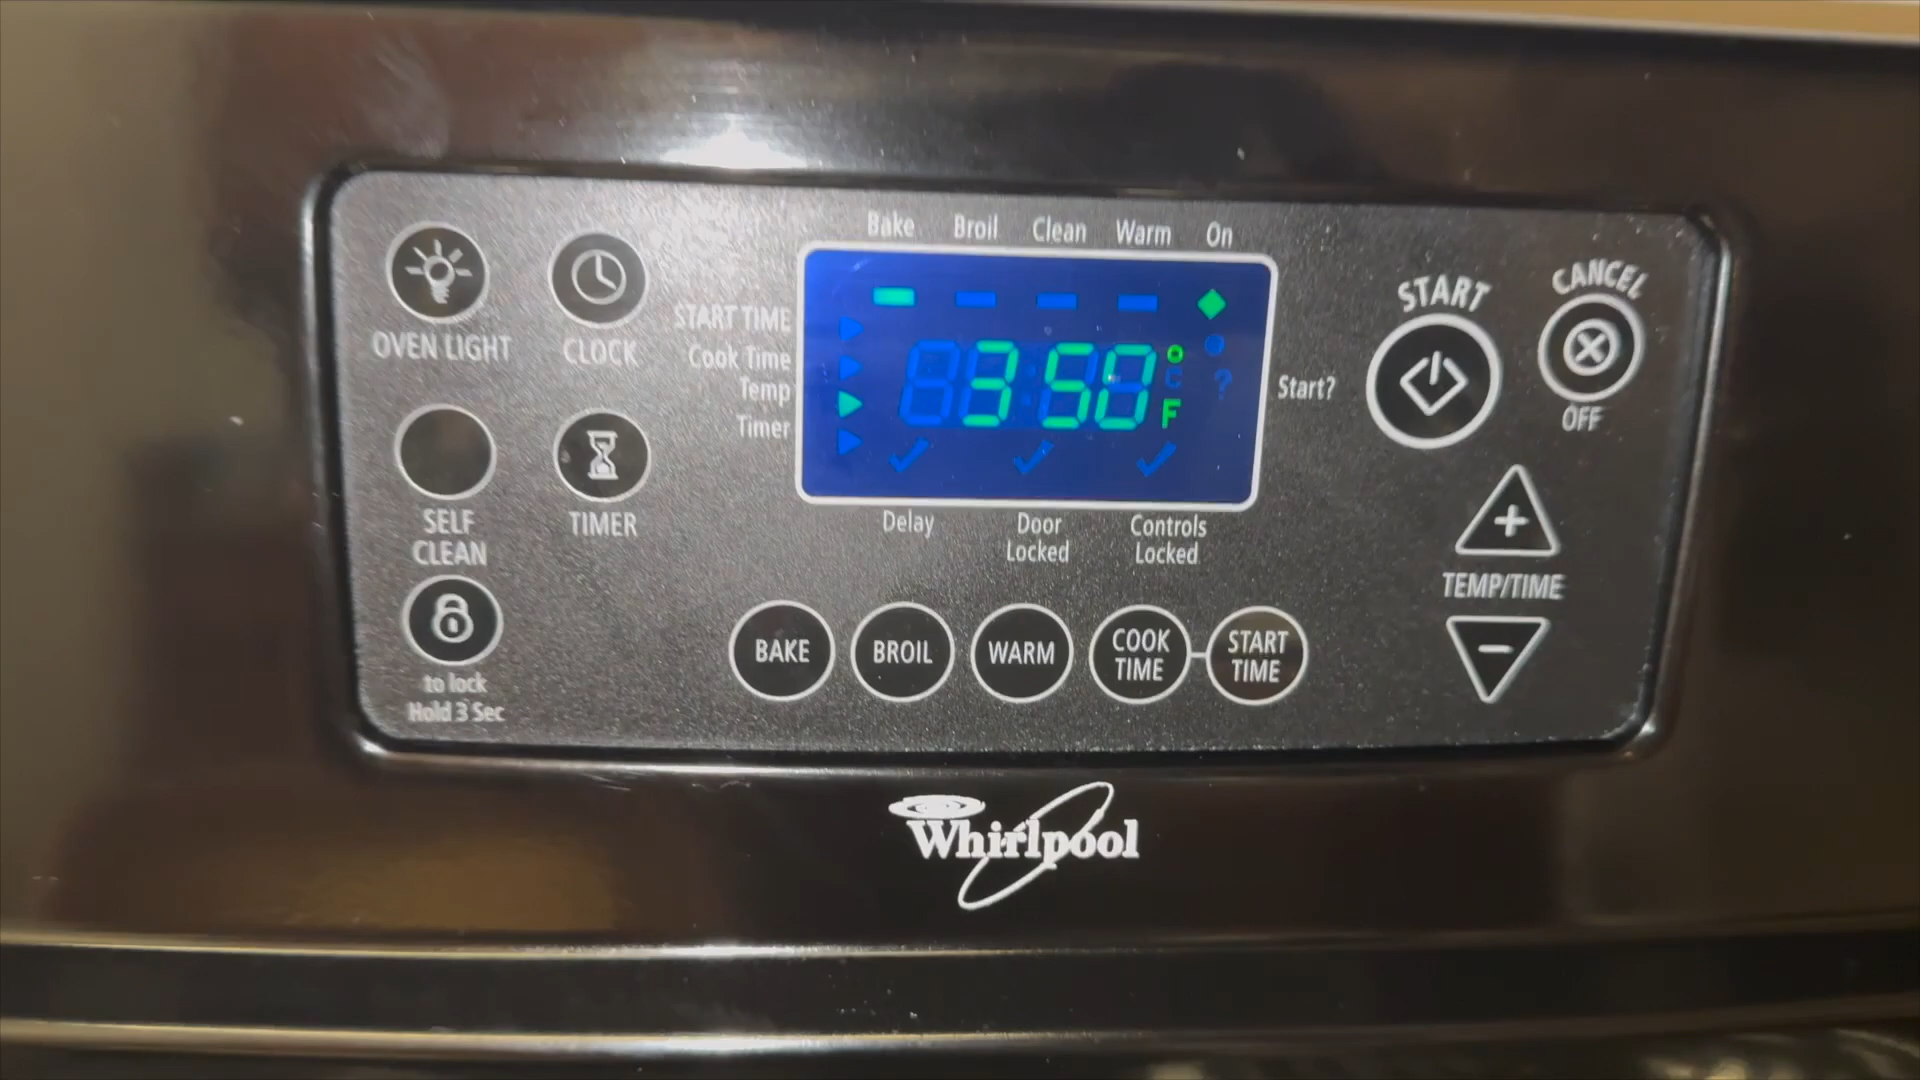 Bake Broil Clean Warm On
OVEN LIGHT
CLOCK
START TIME
Cook Time
Temp
Timer
350°F
?
Start?
START
CANCEL
OFF
SELF
CLEAN
TIMER
Delay
Door
Locked
Controls
Locked
+
TEMP/TIME
-
to lock
Hold 3 Sec
BAKE
BROIL
WARM
COOK
TIME
START
TIME
Whirlpool